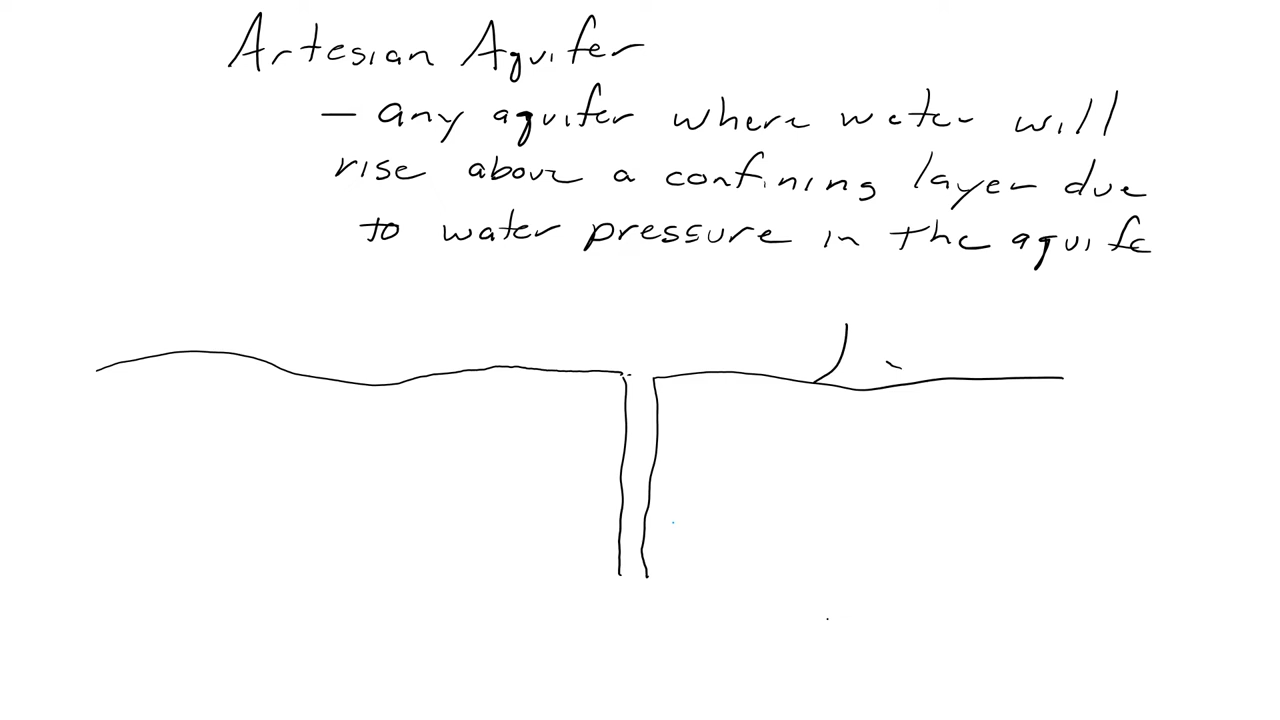 Artesian Aquifer
- any aquifer where water will
rise above a confining layer due
to water pressure in the aquife